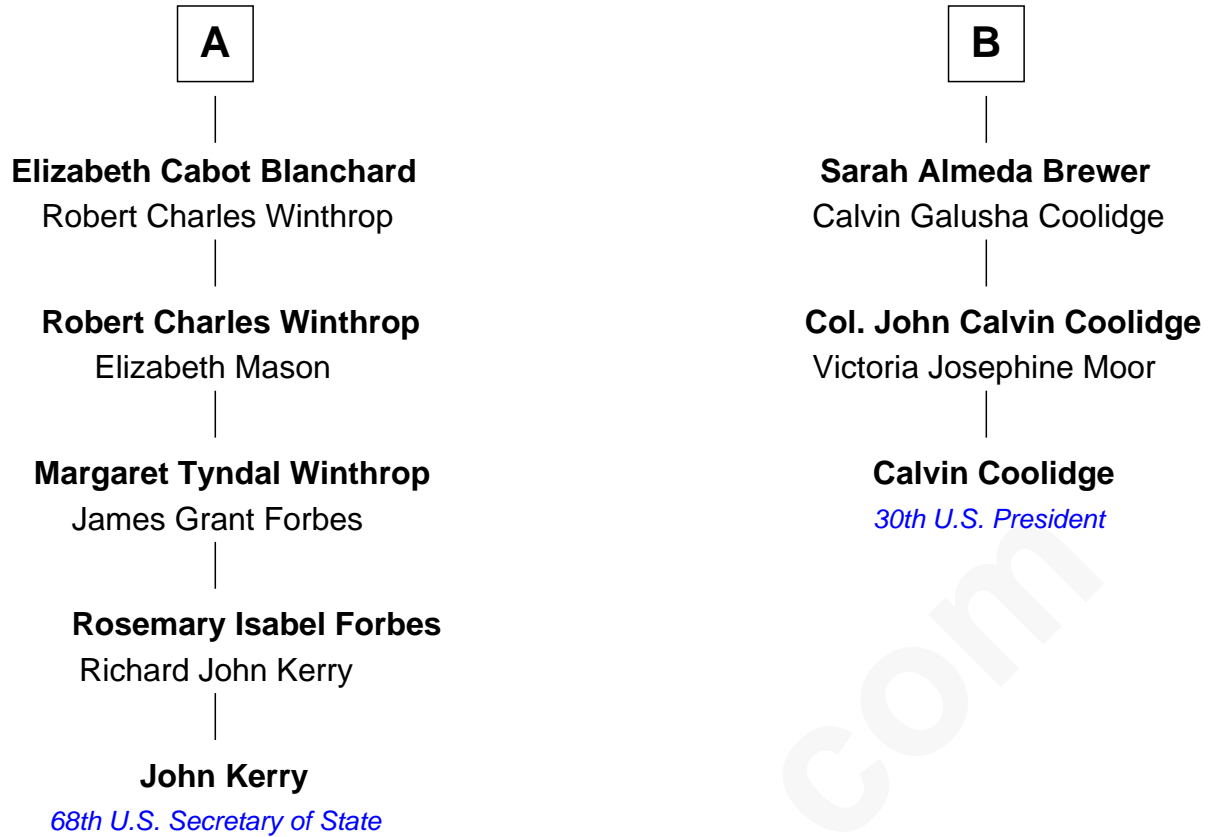 A
Elizabeth Cabot Blanchard
Robert Charles Winthrop
Robert Charles Winthrop
Elizabeth Mason
Margaret Tyndal Winthrop
James Grant Forbes
Rosemary Isabel Forbes
Richard John Kerry
John Kerry
68th U.S. Secretary of State
B
Sarah Almeda Brewer
Calvin Galusha Coolidge
Col. John Calvin Coolidge
Victoria Josephine Moor
Calvin Coolidge
30th U.S. President
com